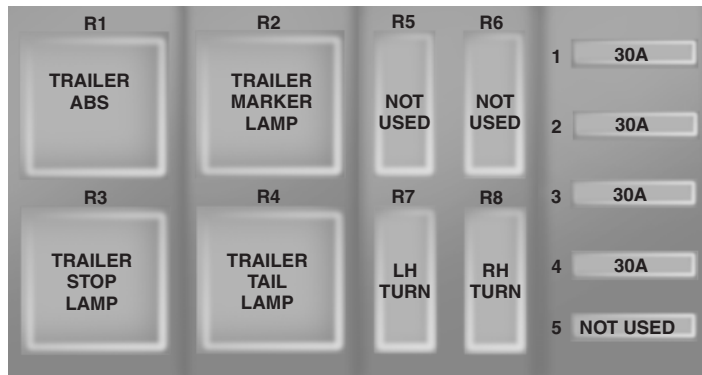 R1
R2
R5
R6
TRAILER
ABS
TRAILER
MARKER
LAMP
NOT
USED
NOT
USED
R3
R4
R7
R8
TRAILER
STOP
LAMP
TRAILER
TAIL
LAMP
LH
TURN
RH
TURN
1 30A
2 30A
3 30A
4 30A
5 NOT USED